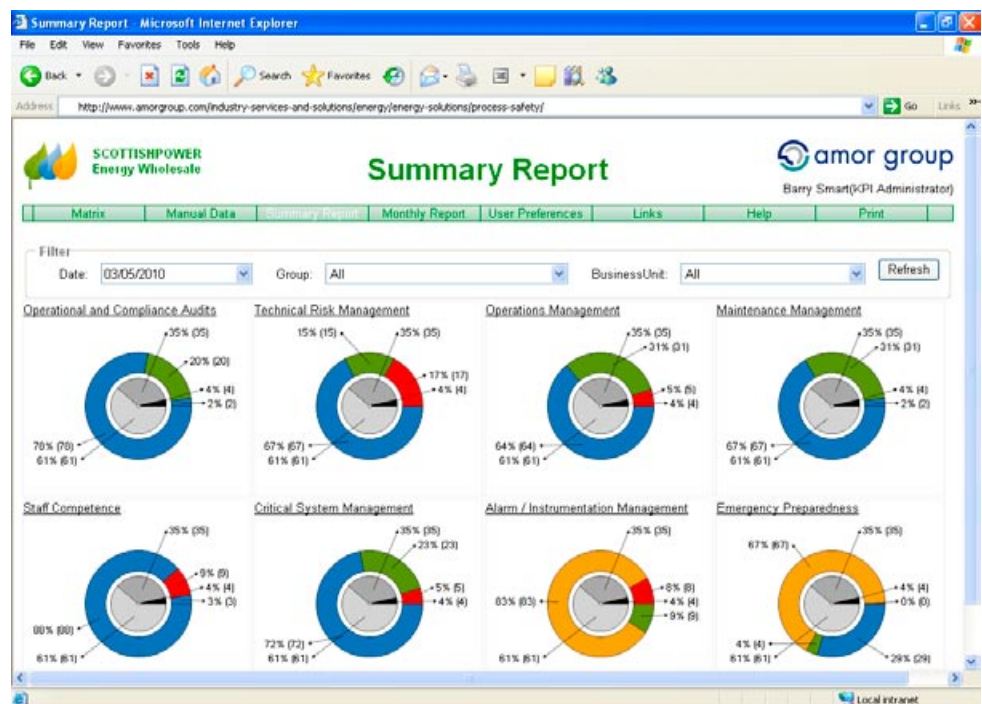 Summary Report - Microsoft Internet Explorer
File Edit View Favorites Tools Help
Back Search Favorites
Address http://www.amorgroup.com/industry-services-and-solutions/energy/energy-solutions/process-safety/ Go Links
SCOTTISHPOWER
Energy Wholesale
Summary Report
amor group
Barry Smart(KPI Administrator)
Matrix Manual Data Summary Report Monthly Report User Preferences Links Help Print
Filter
Date: 03/05/2010 Group: All BusinessUnit: All Refresh
Operational and Compliance Audits
35% (35)
20% (20)
4% (4)
2% (2)
78% (78)
61% (61)
Technical Risk Management
15% (15) 35% (35)
17% (17)
4% (4)
67% (67)
61% (61)
Operations Management
35% (35)
31% (31)
5% (5)
4% (4)
64% (64)
61% (61)
Maintenance Management
35% (35)
31% (31)
4% (4)
2% (2)
67% (67)
61% (61)
Staff Competence
35% (35)
9% (9)
4% (4)
3% (3)
88% (88)
61% (61)
Critical System Management
35% (35)
23% (23)
5% (5)
4% (4)
72% (72)
61% (61)
Alarm / Instrumentation Management
35% (35)
8% (8)
83% (83) 4% (4)
9% (9)
61% (61)
Emergency Preparedness
35% (35)
67% (67)
4% (4)
0% (0)
4% (4)
61% (61) 29% (29)
Local intranet